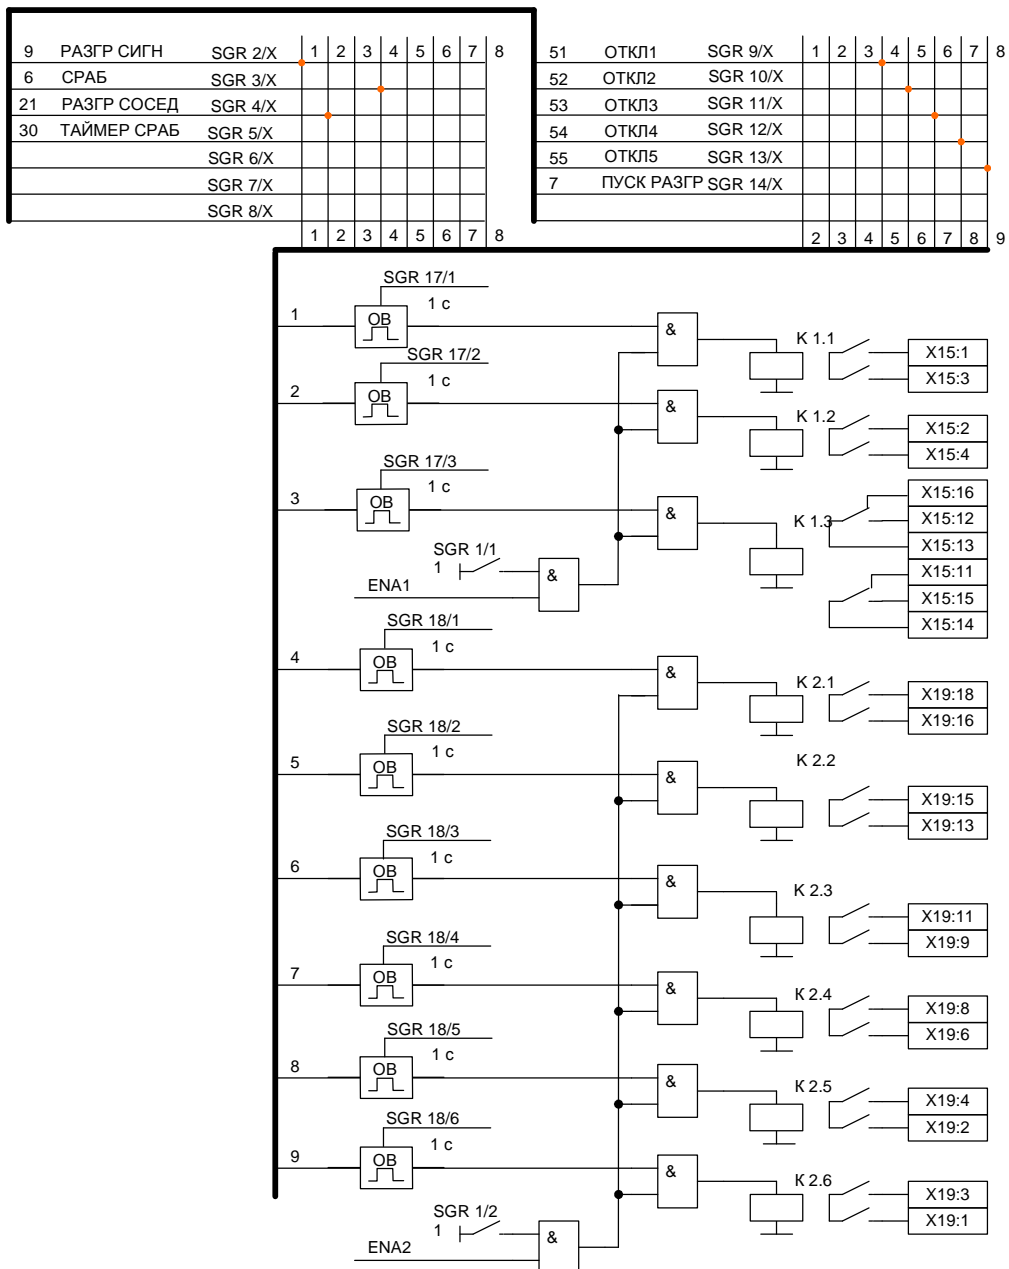 9 РАЗГР СИГН SGR 2/X 1 2 3 4 5 6 7 8
6 СРАБ SGR 3/X
21 РАЗГР СОСЕД SGR 4/X
30 ТАЙМЕР СРАБ SGR 5/X
SGR 6/X
SGR 7/X
SGR 8/X
1 2 3 4 5 6 7 8
51 ОТКЛ1 SGR 9/X 1 2 3 4 5 6 7 8
52 ОТКЛ2 SGR 10/X
53 ОТКЛ3 SGR 11/X
54 ОТКЛ4 SGR 12/X
55 ОТКЛ5 SGR 13/X
7 ПУСК РАЗГР SGR 14/X
2 3 4 5 6 7 8 9
SGR 17/1
1 с
1 ОВ & К 1.1 X15:1
X15:3
SGR 17/2
1 с
2 ОВ & К 1.2 X15:2
X15:4
SGR 17/3
1 с
3 ОВ & К 1.3 X15:16
X15:12
X15:13
X15:11
X15:15
X15:14
SGR 1/1
1 &
ENA1
SGR 18/1
1 с
4 ОВ & К 2.1 X19:18
X19:16
SGR 18/2
1 с
5 ОВ & К 2.2 X19:15
X19:13
SGR 18/3
1 с
6 ОВ & К 2.3 X19:11
X19:9
SGR 18/4
1 с
7 ОВ & К 2.4 X19:8
X19:6
SGR 18/5
1 с
8 ОВ & К 2.5 X19:4
X19:2
SGR 18/6
1 с
9 ОВ & К 2.6 X19:3
X19:1
SGR 1/2
1 &
ENA2